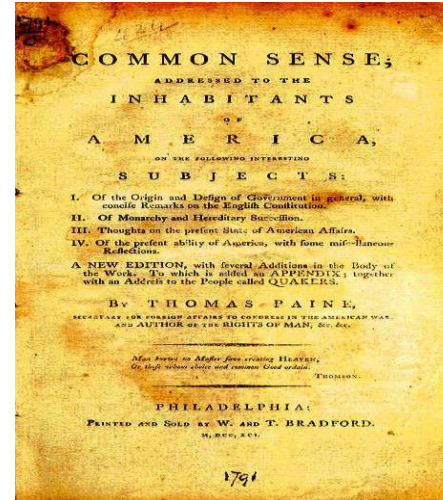 1791
COMMON SENSE;
ADDRESSED TO THE
INHABITANTS
OF
AMERICA,
ON THE FOLLOWING INTERESTING
SUBJECTS:
I. Of the Origin and Deſign of Government in general, with
conciſe Remarks on the Engliſh Conſtitution.
II. Of Monarchy and Hereditary Succeſſion.
III. Thoughts on the preſent State of American Affairs.
IV. Of the preſent ability of America, with ſome miſcellaneous
Reflections.
A NEW EDITION, with ſeveral Additions in the Body of
the Work. To which is added an APPENDIX; together
with an Addreſs to the People called QUAKERS.
BY THOMAS PAINE,
SECRETARY FOR FOREIGN AFFAIRS TO CONGRESS IN THE AMERICAN WAR,
AND AUTHOR OF THE RIGHTS OF MAN, &c. &c.
Man knows no Maſter ſave creating HEAVEN,
Or thoſe whom choice and common Good ordain.
THOMSON.
PHILADELPHIA:
PRINTED AND SOLD BY W. AND T. BRADFORD.
M,DCC,XCI.
1791